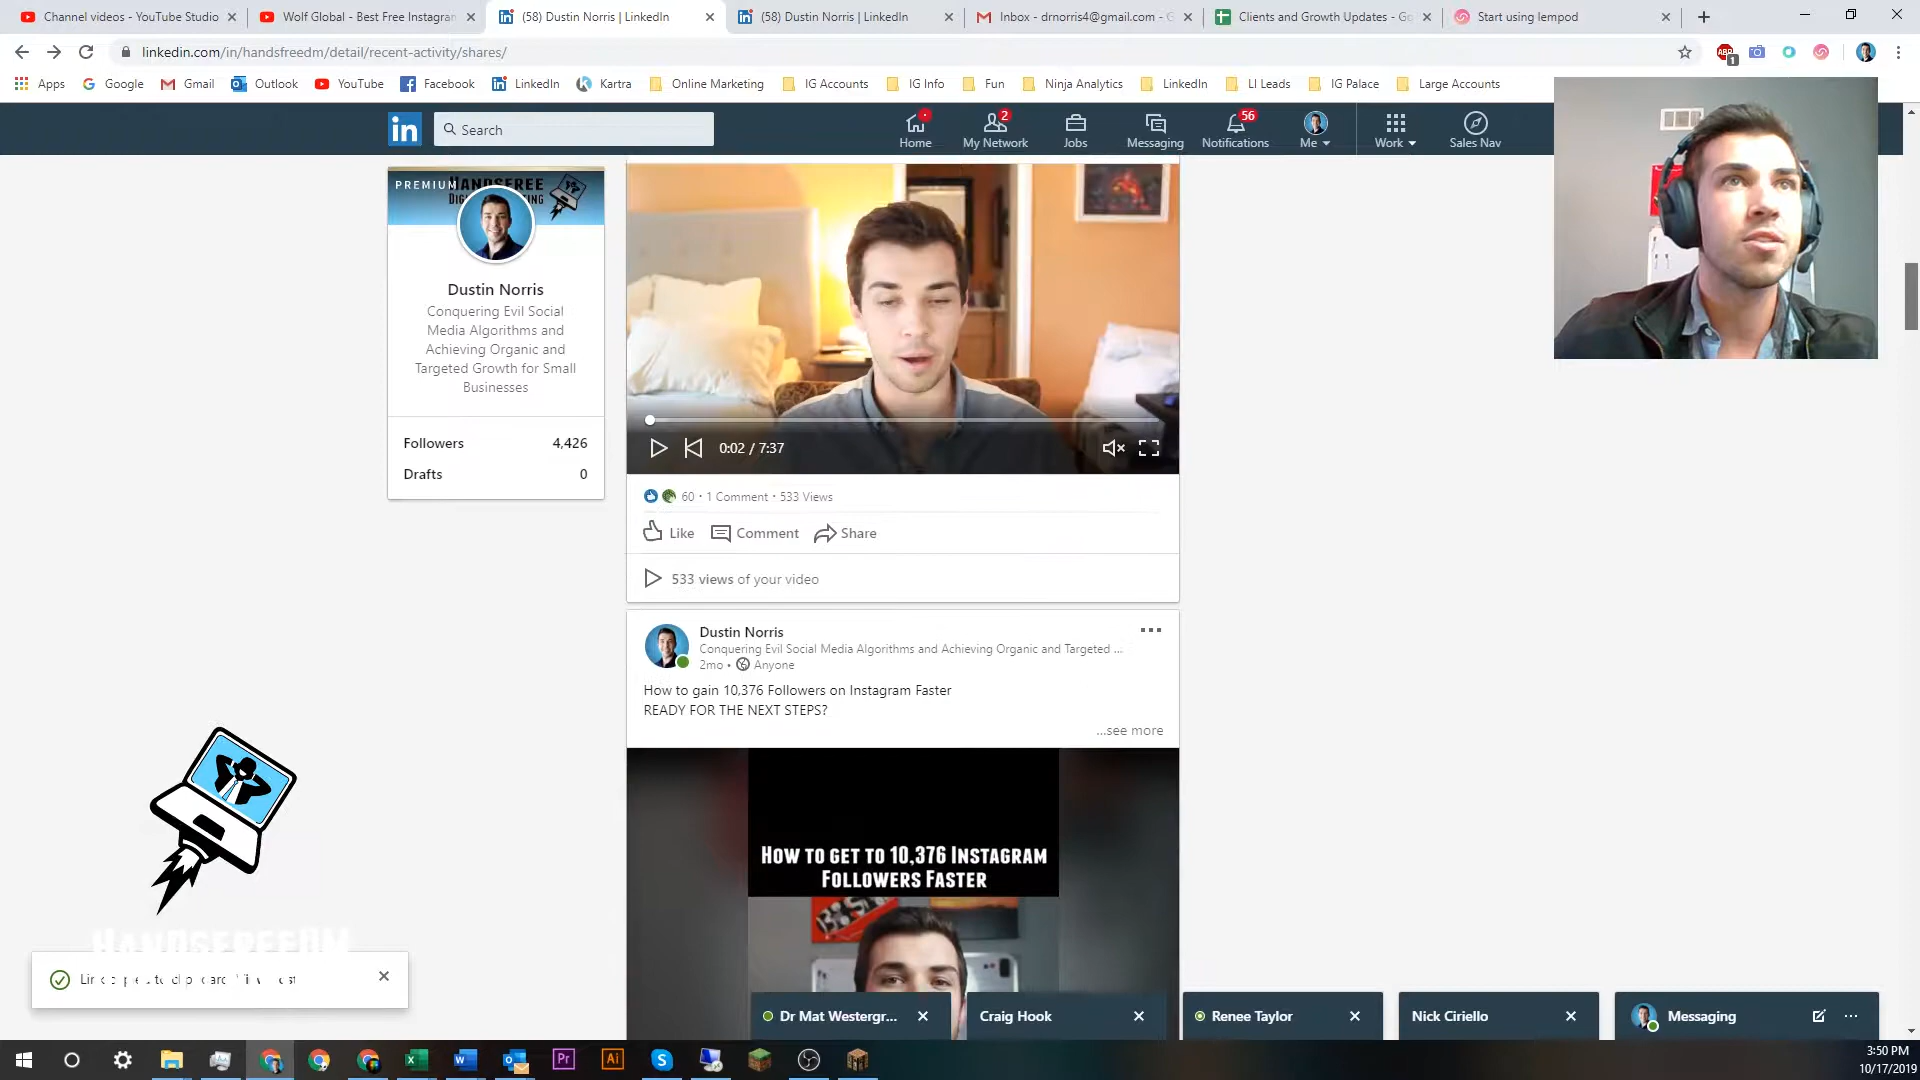 Channel videos - YouTube Studio
Wolf Global - Best Free Instagram
(58) Dustin Norris | LinkedIn
(58) Dustin Norris | LinkedIn
Inbox - drnorris4@gmail.com - G
Clients and Growth Updates - Go
Start using lempod
linkedin.com/in/handsfreedm/detail/recent-activity/shares/
ABP
1
Apps
Google
Gmail
Outlook
YouTube
Facebook
LinkedIn
Kartra
Online Marketing
IG Accounts
IG Info
Fun
Ninja Analytics
LinkedIn
LI Leads
IG Palace
Large Accounts
in
Search
Home
2
My Network
Jobs
Messaging
56
Notifications
Me
Work
Sales Nav
PREMIUM
HANDSFREE
Dustin Norris
Conquering Evil Social
Media Algorithms and
Achieving Organic and
Targeted Growth for Small
Businesses
Followers 4,426
Drafts 0
0:02 / 7:37
60 • 1 Comment • 533 Views
Like
Comment
Share
533 views of your video
Dustin Norris
Conquering Evil Social Media Algorithms and Achieving Organic and Targeted ...
2mo • Anyone
How to gain 10,376 Followers on Instagram Faster
READY FOR THE NEXT STEPS?
...see more
HOW TO GET TO 10,376 INSTAGRAM
FOLLOWERS FASTER
HANDSFREEDM
Dr Mat Westergr...
Craig Hook
Renee Taylor
Nick Ciriello
Messaging
Pr
Ai
3:50 PM
10/17/2019